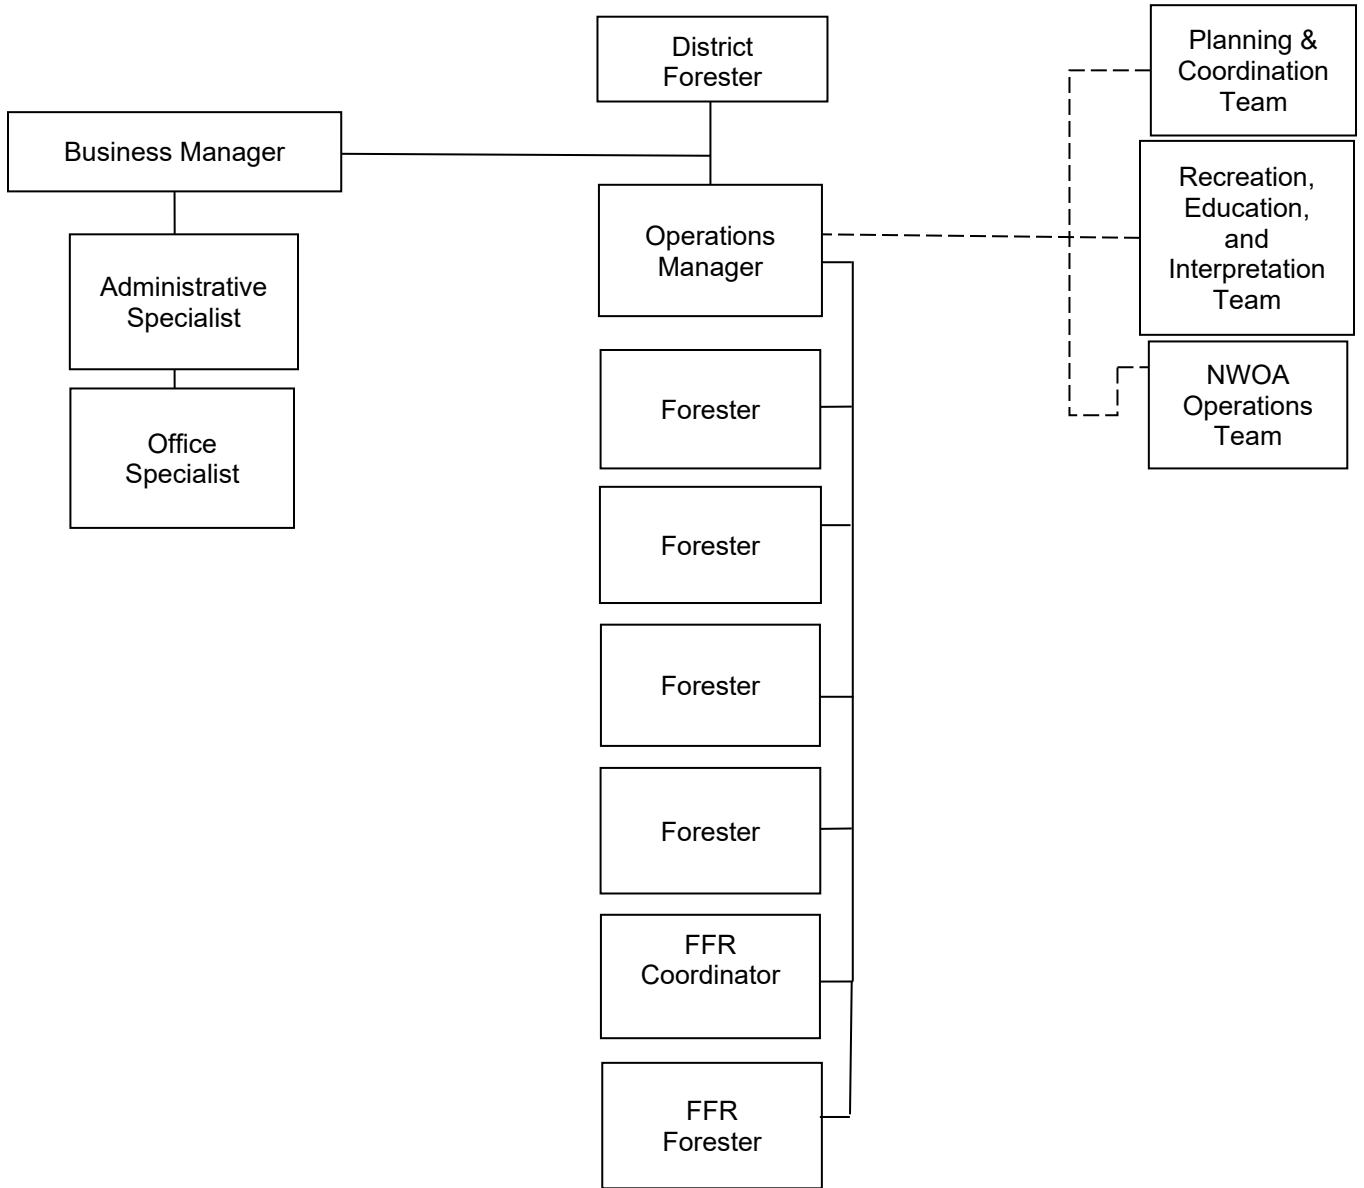 District
Forester
Planning &
Coordination
Team
Business Manager
Recreation,
Education,
and
Interpretation
Team
Operations
Manager
Administrative
Specialist
NWOA
Operations
Team
Forester
Office
Specialist
Forester
Forester
Forester
FFR
Coordinator
FFR
Forester